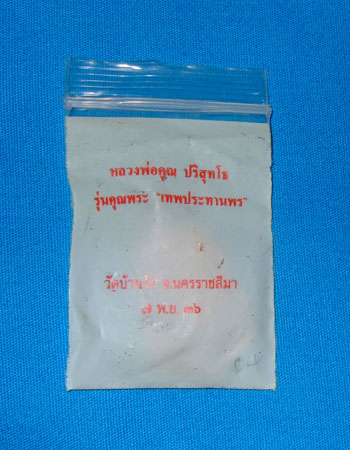 หลวงพ่อคูณ ปริสุทโธ
รุ่นคูณพระ "เทพประทานพร"
วัดบ้านไร่ จ.นครราชสีมา
๗ พ.ย. ๓๖